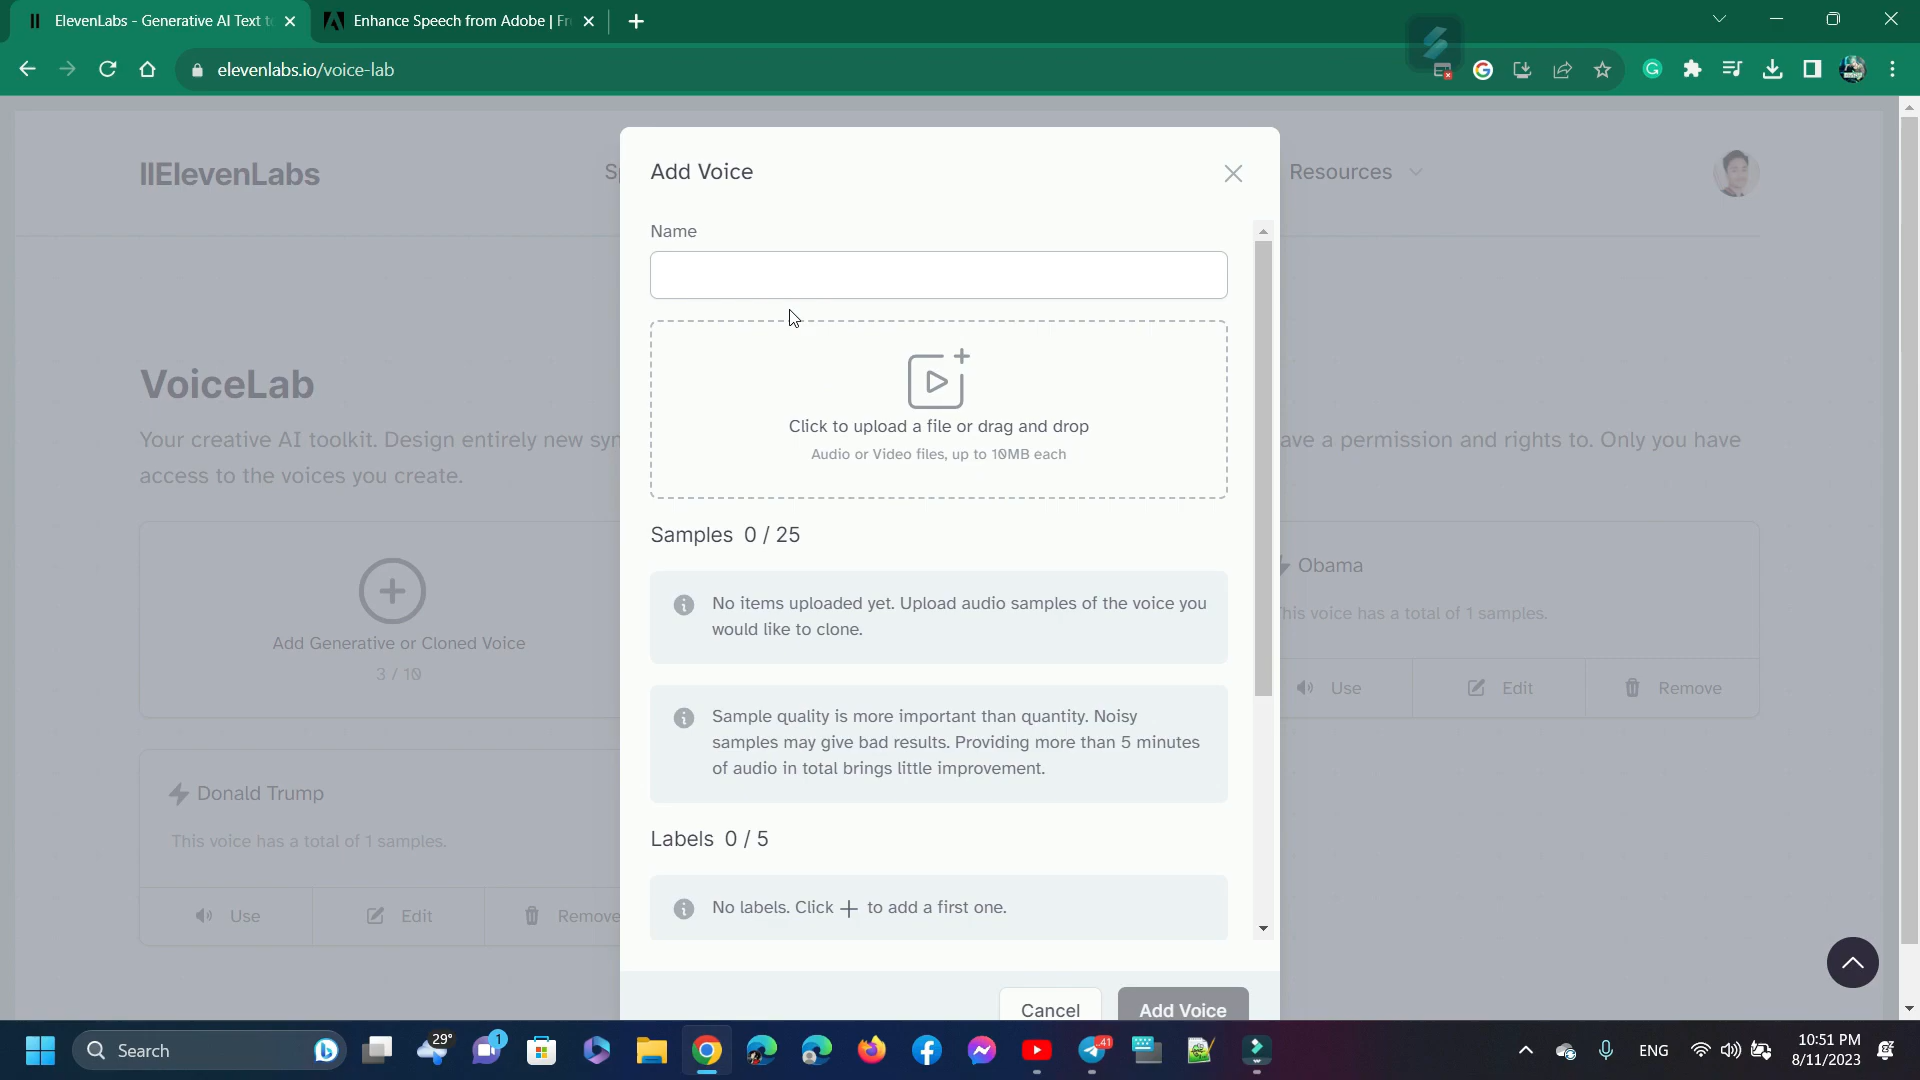 ElevenLabs - Generative AI Text to
Enhance Speech from Adobe | Fr
elevenlabs.io/voice-lab
IIElevenLabs
Resources
Add Voice
Name
Click to upload a file or drag and drop
Audio or Video files, up to 10MB each
Samples 0 / 25
No items uploaded yet. Upload audio samples of the voice you
would like to clone.
Sample quality is more important than quantity. Noisy
samples may give bad results. Providing more than 5 minutes
of audio in total brings little improvement.
Labels 0 / 5
No labels. Click + to add a first one.
Cancel
Add Voice
VoiceLab
Your creative AI toolkit. Design entirely new
have a permission and rights to. Only you have
access to the voices you create.
Add Generative or Cloned Voice
3 / 10
Obama
This voice has a total of 1 samples.
Use
Edit
Remove
Donald Trump
This voice has a total of 1 samples.
Use
Edit
Remove
Search
29°
1
41
ENG
10:51 PM
8/11/2023